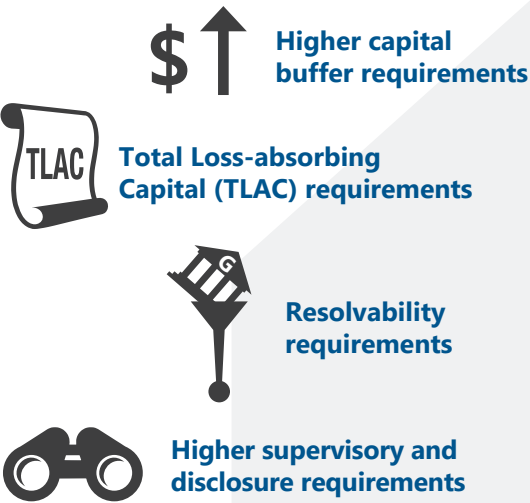 $
Higher capital
buffer requirements
TLAC
Total Loss-absorbing
Capital (TLAC) requirements
G
Resolvability
requirements
Higher supervisory and
disclosure requirements